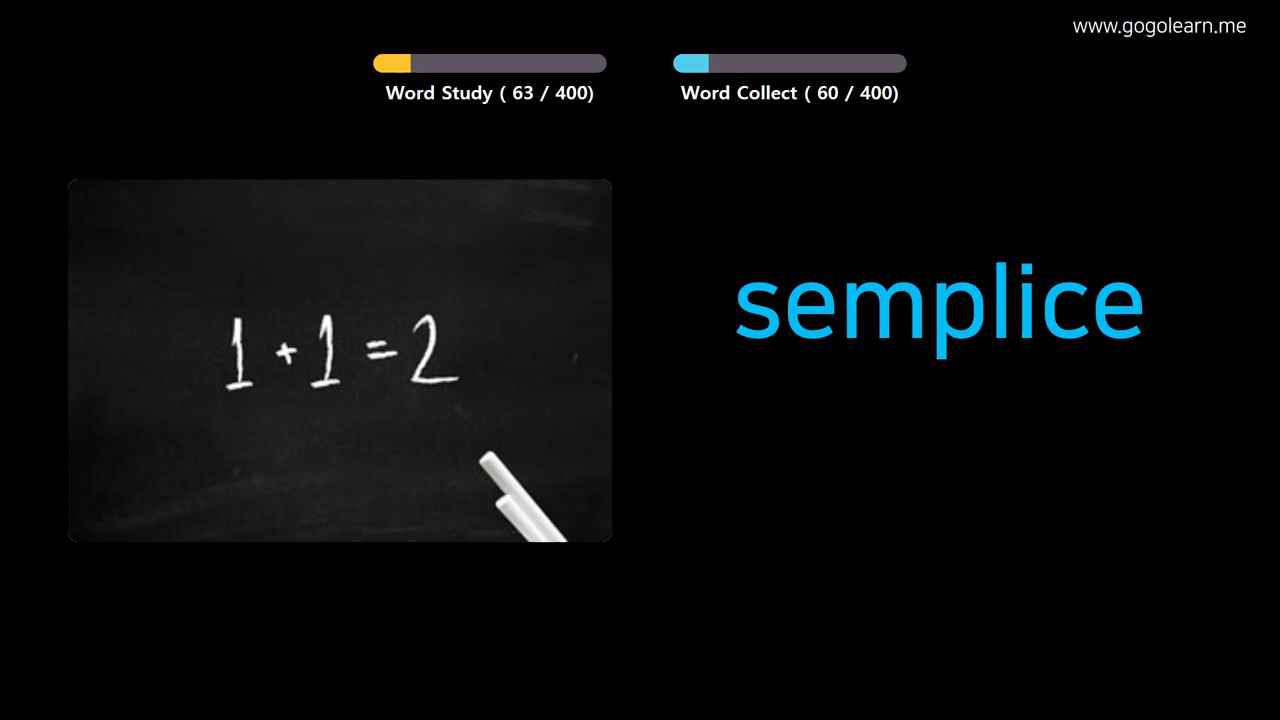 www.gogolearn.me
Word Study ( 63 / 400)
Word Collect ( 60 / 400)
semplice
1 + 1 = 2